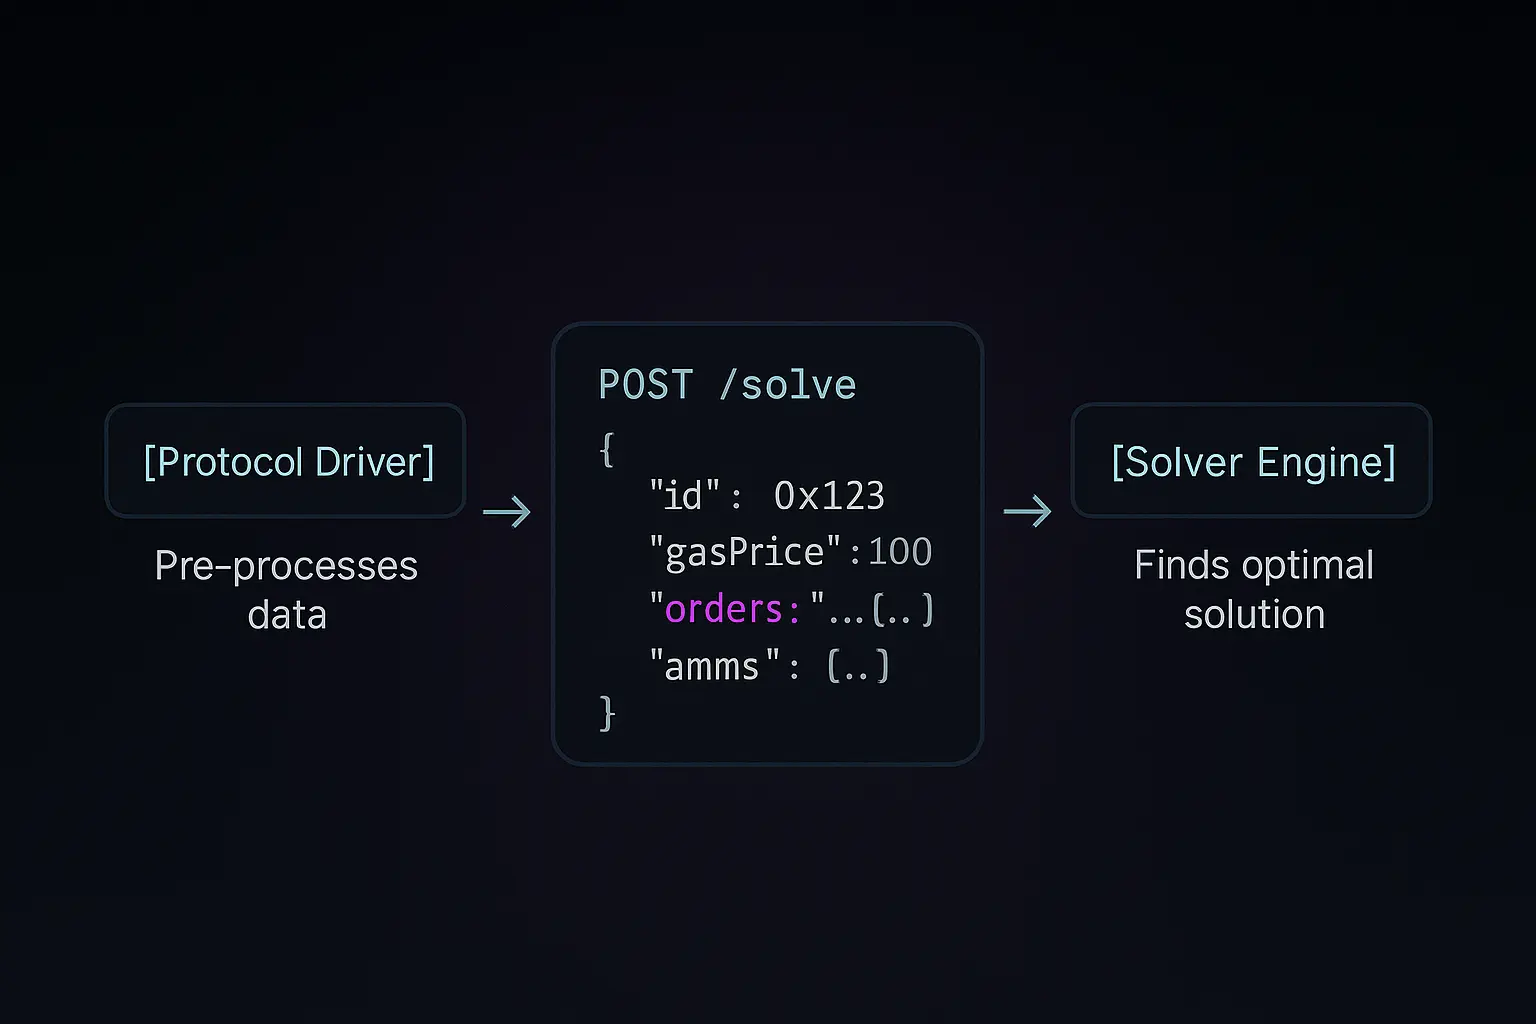 [Protocol Driver]
Pre-processes
data
POST /solve
{
"id": 0x123
"gasPrice":100
"orders:"...{..}
"amms": {..}
}
[Solver Engine]
Finds optimal
solution